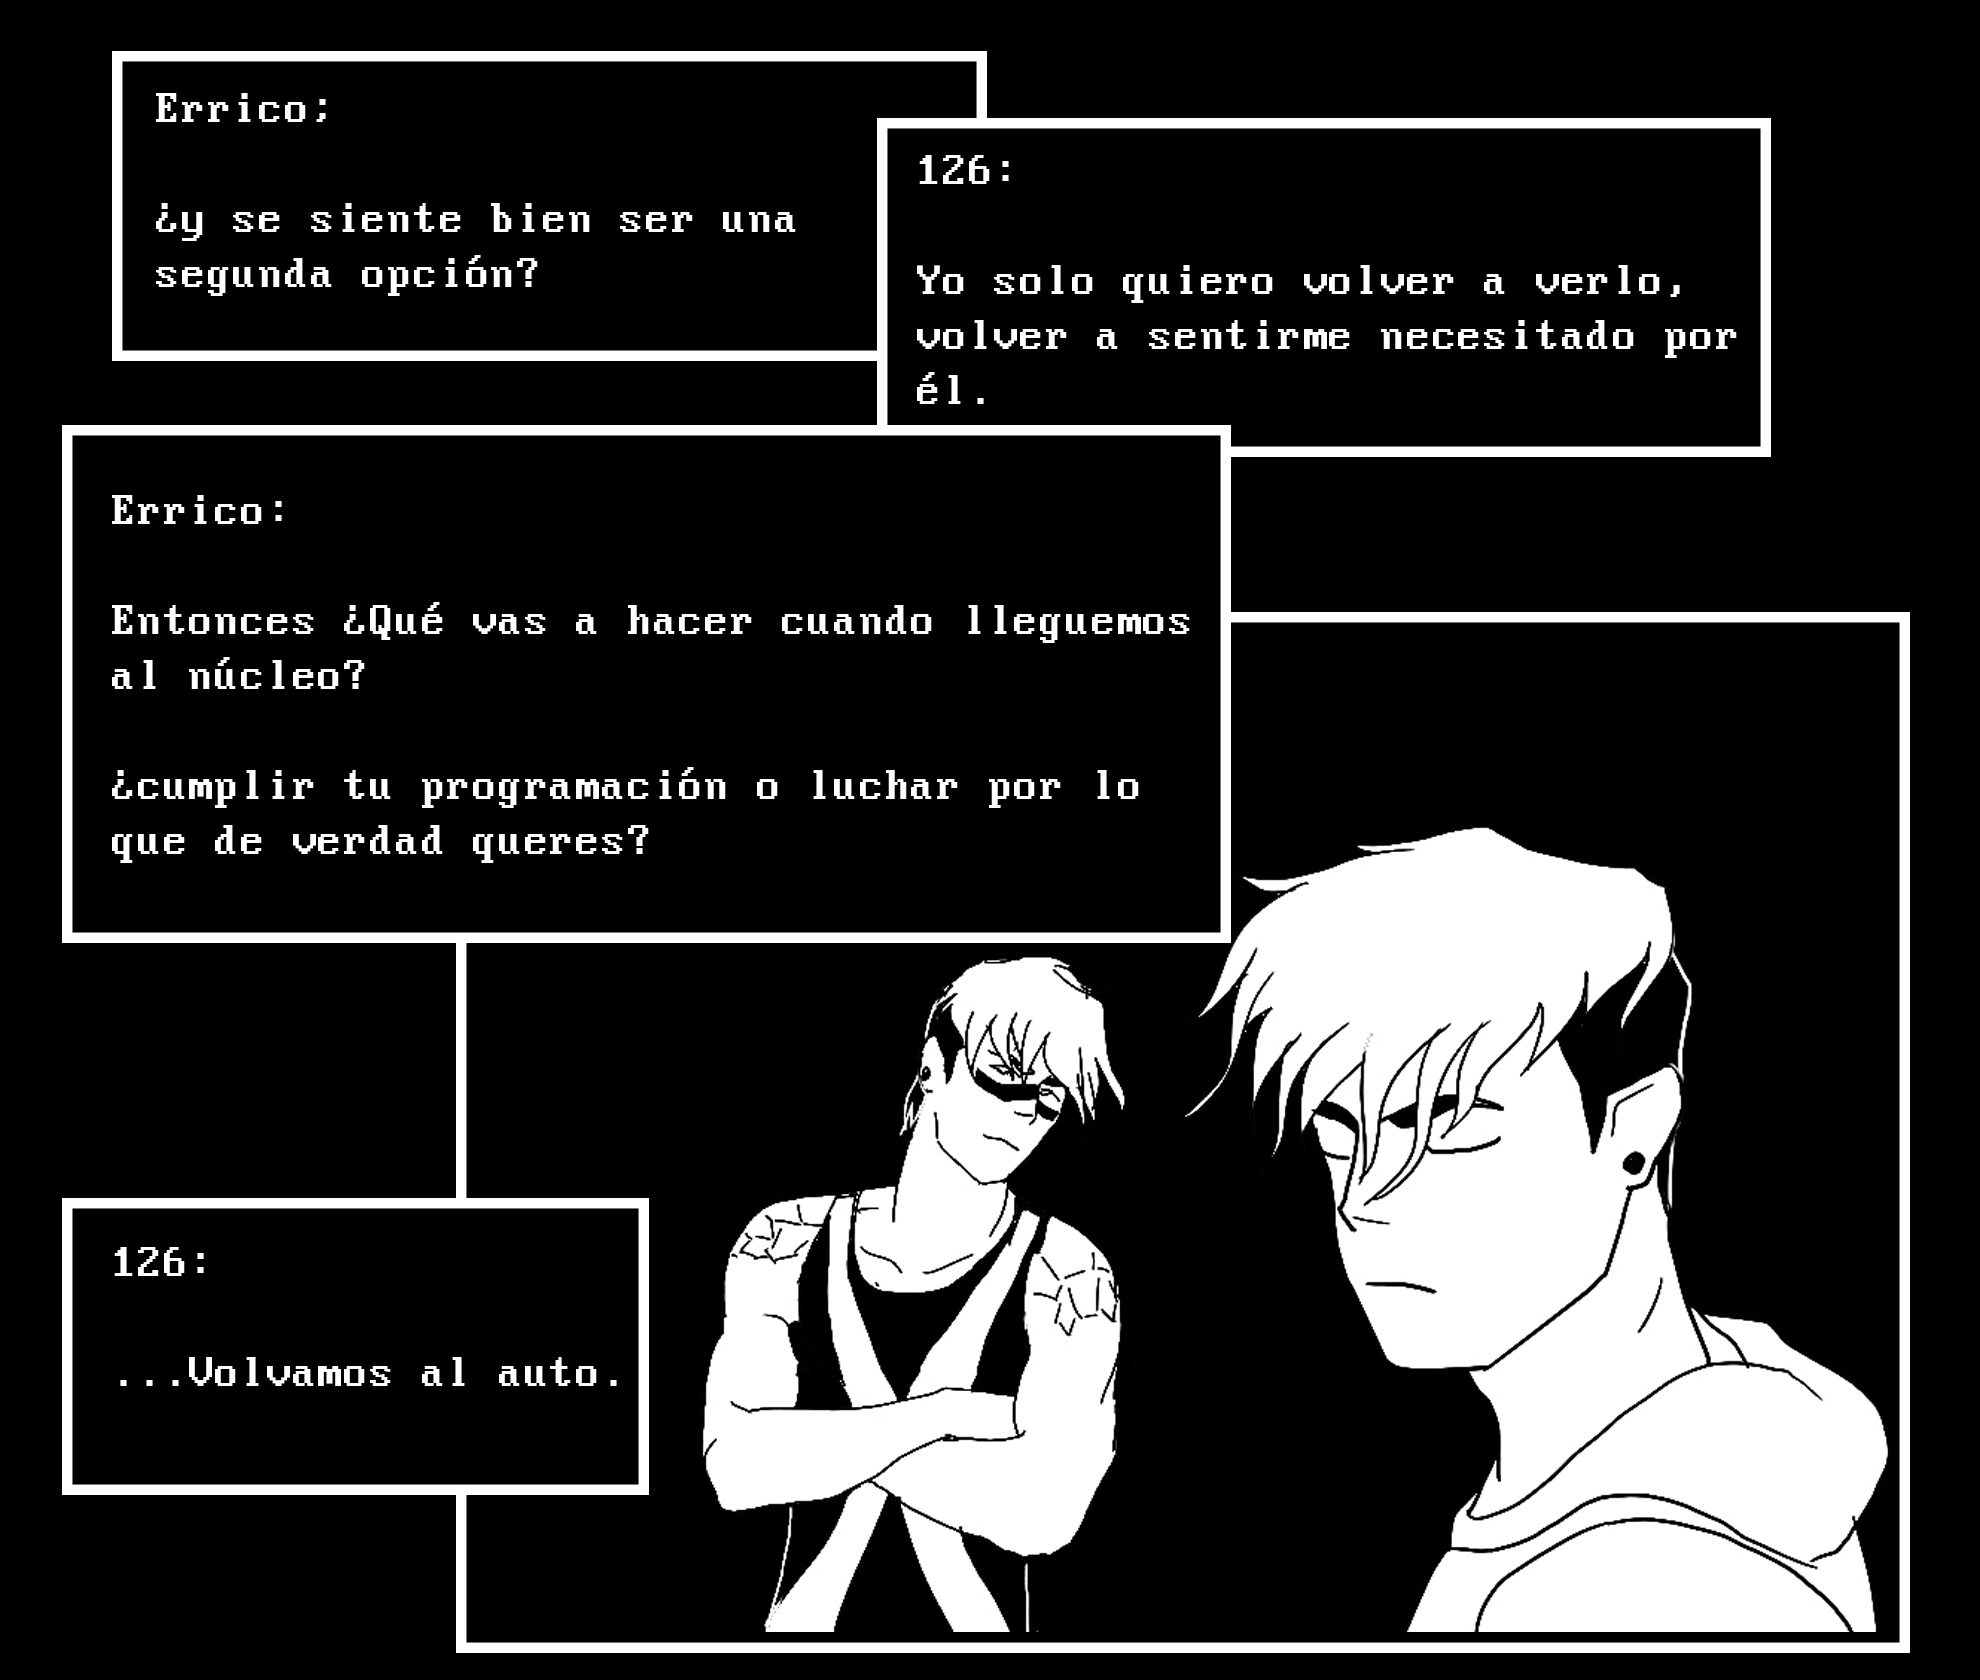 Errico;
¿y se siente bien ser una
segunda opción?
126:
Yo solo quiero volver a verlo,
volver a sentirme necesitado por
él.
Errico:
Entonces ¿Qué vas a hacer cuando lleguemos
al núcleo?
¿cumplir tu programación o luchar por lo
que de verdad queres?
126:
...Volvamos al auto.